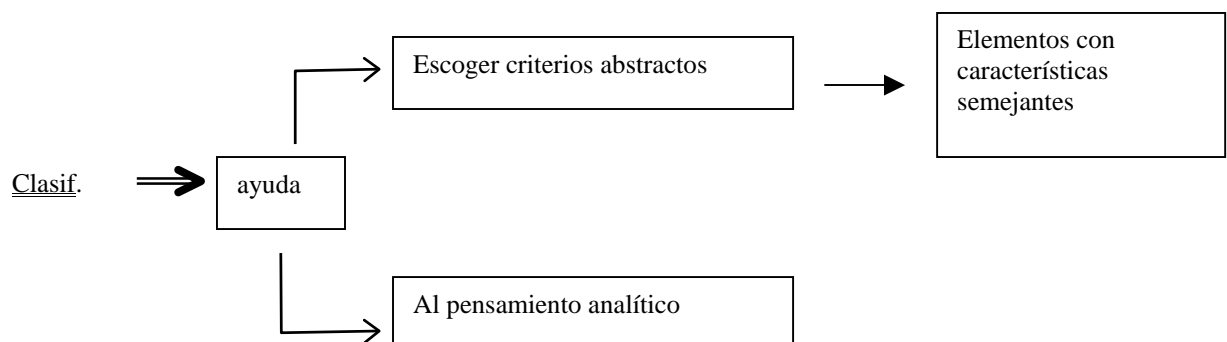 Escoger criterios abstractos
Elementos con
características
semejantes
Clasif.
ayuda
Al pensamiento analítico